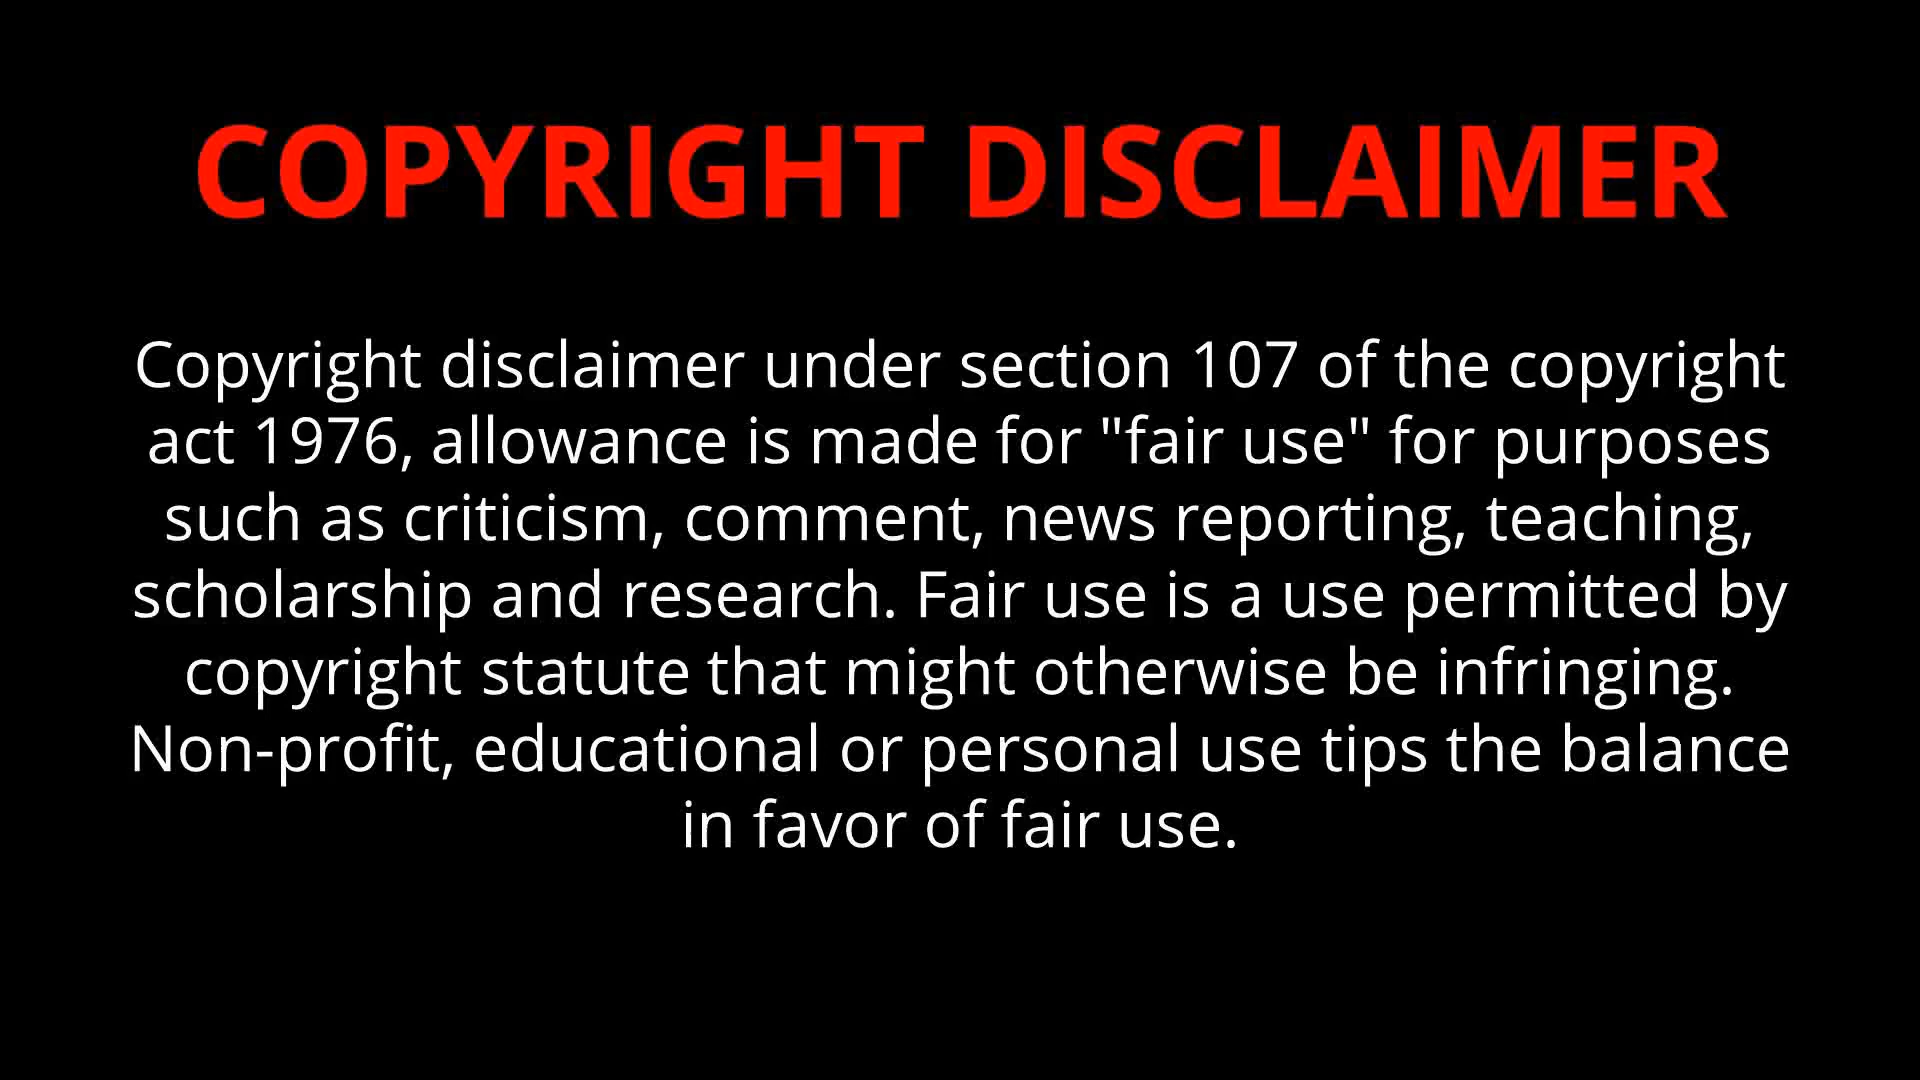 COPYRIGHT DISCLAIMER
Copyright disclaimer under section 107 of the copyright
act 1976, allowance is made for "fair use" for purposes
such as criticism, comment, news reporting, teaching,
scholarship and research. Fair use is a use permitted by
copyright statute that might otherwise be infringing.
Non-profit, educational or personal use tips the balance
in favor of fair use.